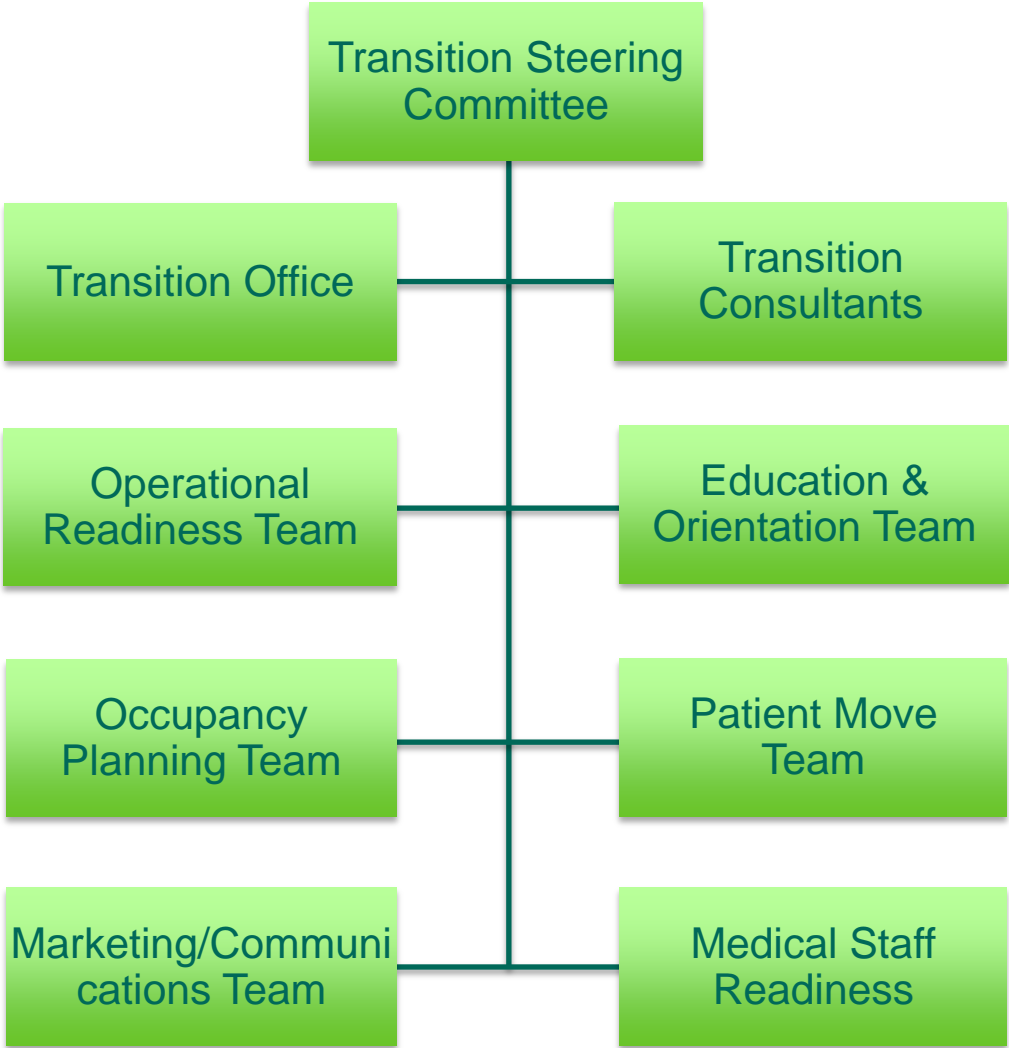 Transition Steering
Committee
Transition Office
Transition
Consultants
Operational
Readiness Team
Education &
Orientation Team
Occupancy
Planning Team
Patient Move
Team
Marketing/Communi
cations Team
Medical Staff
Readiness